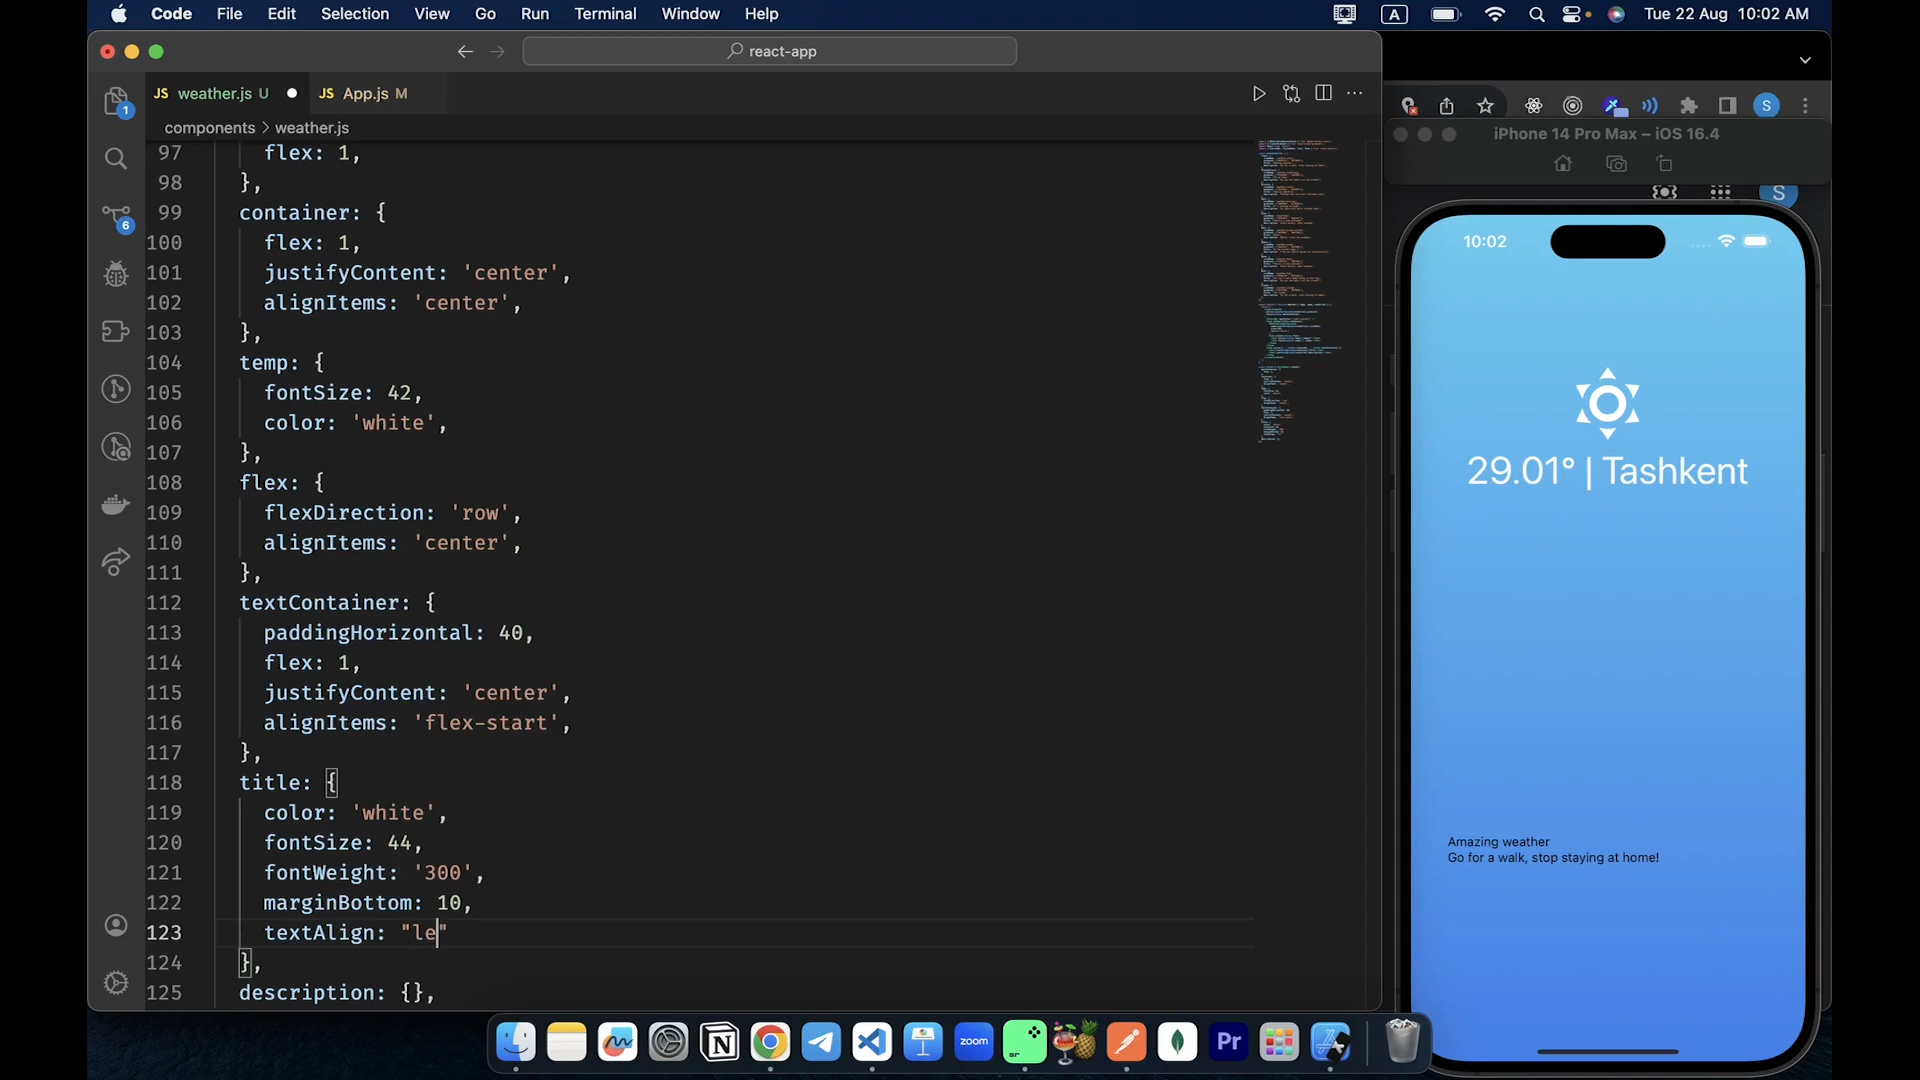 Code File Edit Selection View Go Run Terminal Window Help A Tue 22 Aug 10:02 AM
react-app
JS weather.js U JS App.js M
components > weather.js
97 flex: 1,
98 },
99 container: {
100 flex: 1,
101 justifyContent: 'center',
102 alignItems: 'center',
103 },
104 temp: {
105 fontSize: 42,
106 color: 'white',
107 },
108 flex: {
109 flexDirection: 'row',
110 alignItems: 'center',
111 },
112 textContainer: {
113 paddingHorizontal: 40,
114 flex: 1,
115 justifyContent: 'center',
116 alignItems: 'flex-start',
117 },
118 title: {
119 color: 'white',
120 fontSize: 44,
121 fontWeight: '300',
122 marginBottom: 10,
123 textAlign: "le"
124 },
125 description: {},
1
6
S
iPhone 14 Pro Max – iOS 16.4
S
10:02
29.01° | Tashkent
Amazing weather
Go for a walk, stop staying at home!
N zoom sr Pr